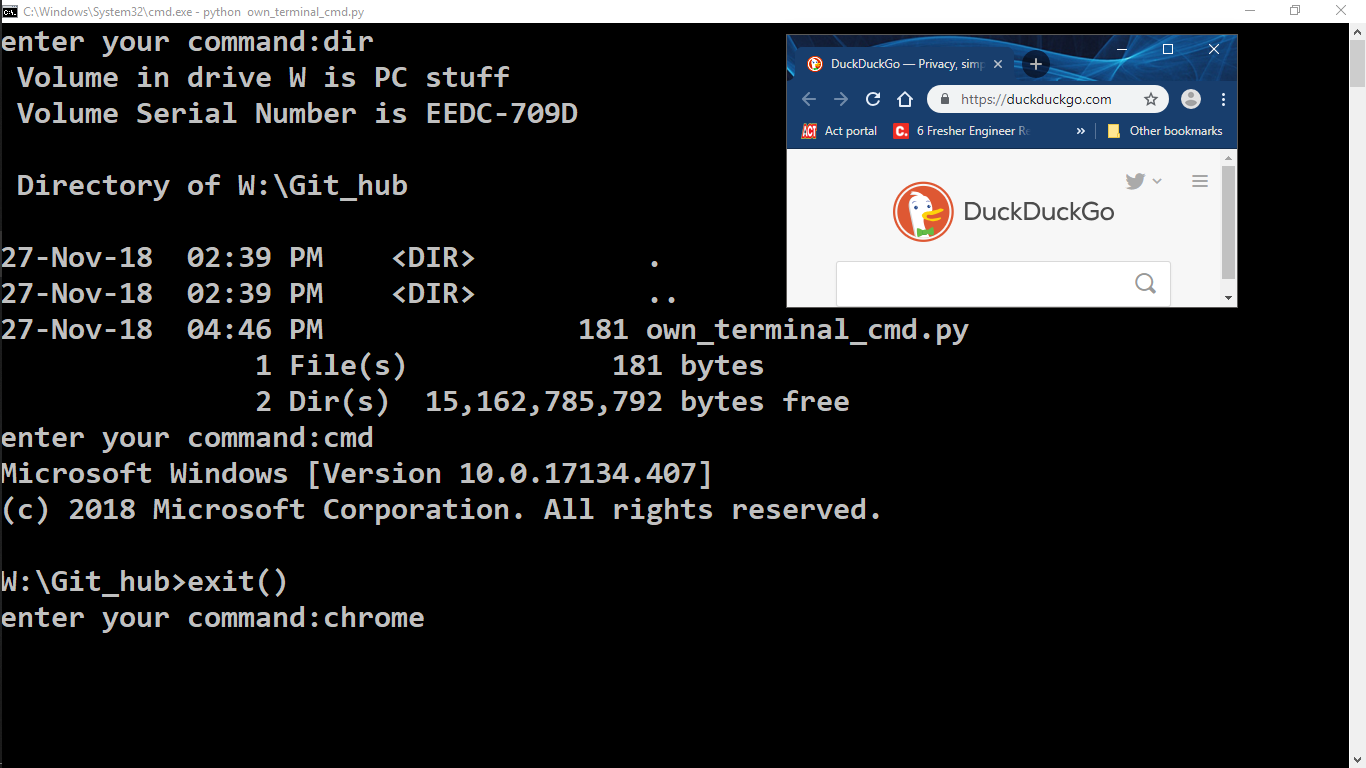 C:\Windows\System32\cmd.exe - python  own_terminal_cmd.py
enter your command:dir
 Volume in drive W is PC stuff
 Volume Serial Number is EEDC-709D
 Directory of W:\Git_hub
27-Nov-18  02:39 PM    <DIR>          .
27-Nov-18  02:39 PM    <DIR>          ..
27-Nov-18  04:46 PM               181 own_terminal_cmd.py
               1 File(s)            181 bytes
               2 Dir(s)  15,162,785,792 bytes free
enter your command:cmd
Microsoft Windows [Version 10.0.17134.407]
(c) 2018 Microsoft Corporation. All rights reserved.
W:\Git_hub>exit()
enter your command:chrome
DuckDuckGo — Privacy, simp
https://duckduckgo.com
ACT Act portal C. 6 Fresher Engineer Re » Other bookmarks
DuckDuckGo